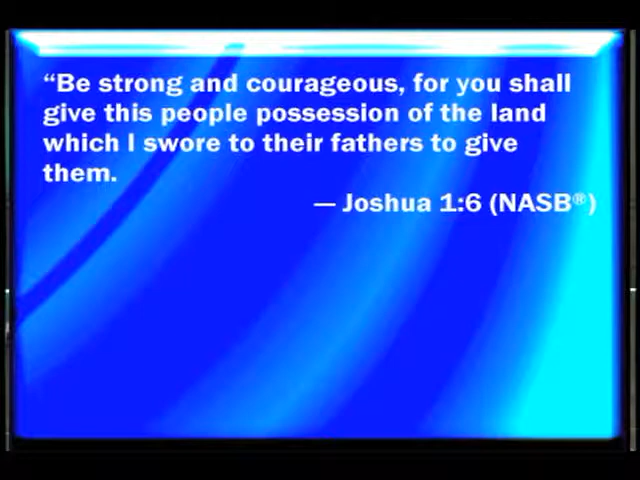 “Be strong and courageous, for you shall
give this people possession of the land
which I swore to their fathers to give
them.
— Joshua 1:6 (NASB®)